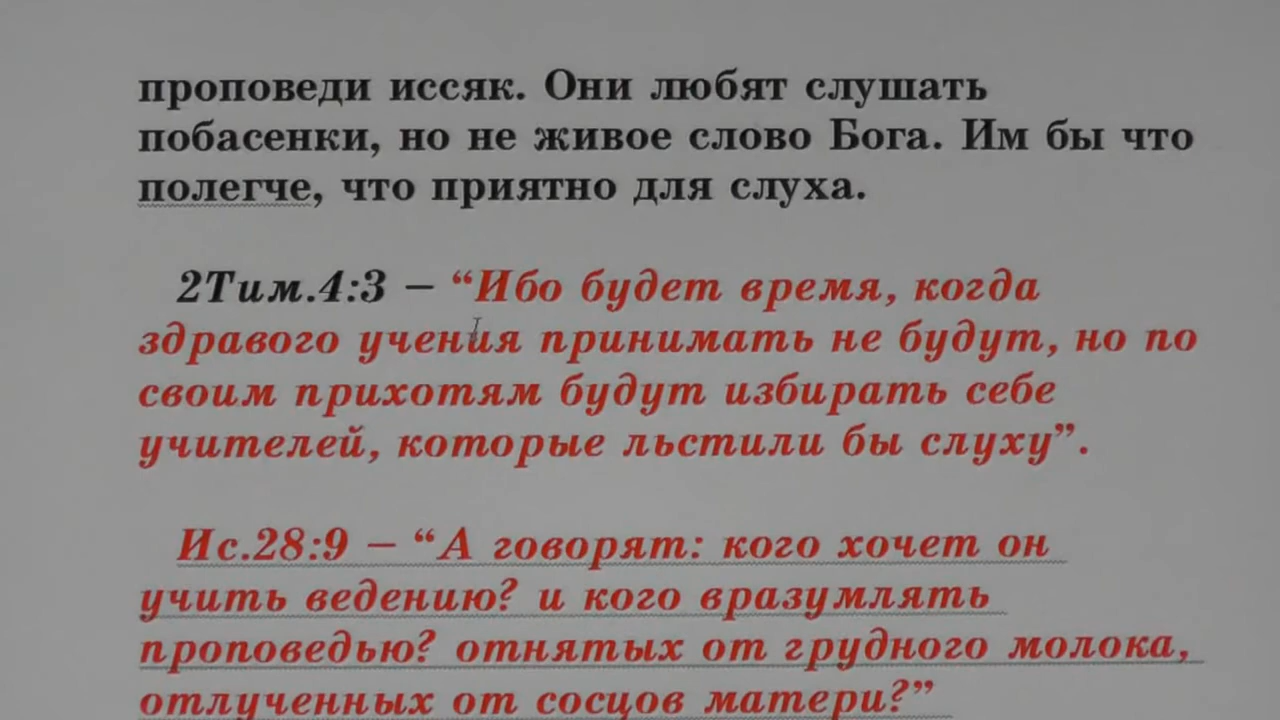 проповеди иссяк. Они любят слушать
побасенки, но не живое слово Бога. Им бы что
полегче, что приятно для слуха.
2Тим.4:3 – “Ибо будет время, когда
здравого учения принимать не будут, но по
своим прихотям будут избирать себе
учителей, которые льстили бы слуху”.
Ис.28:9 – “А говорят: кого хочет он
учить ведению? и кого вразумлять
проповедью? отнятых от грудного молока,
отлученных от сосцов матери?”